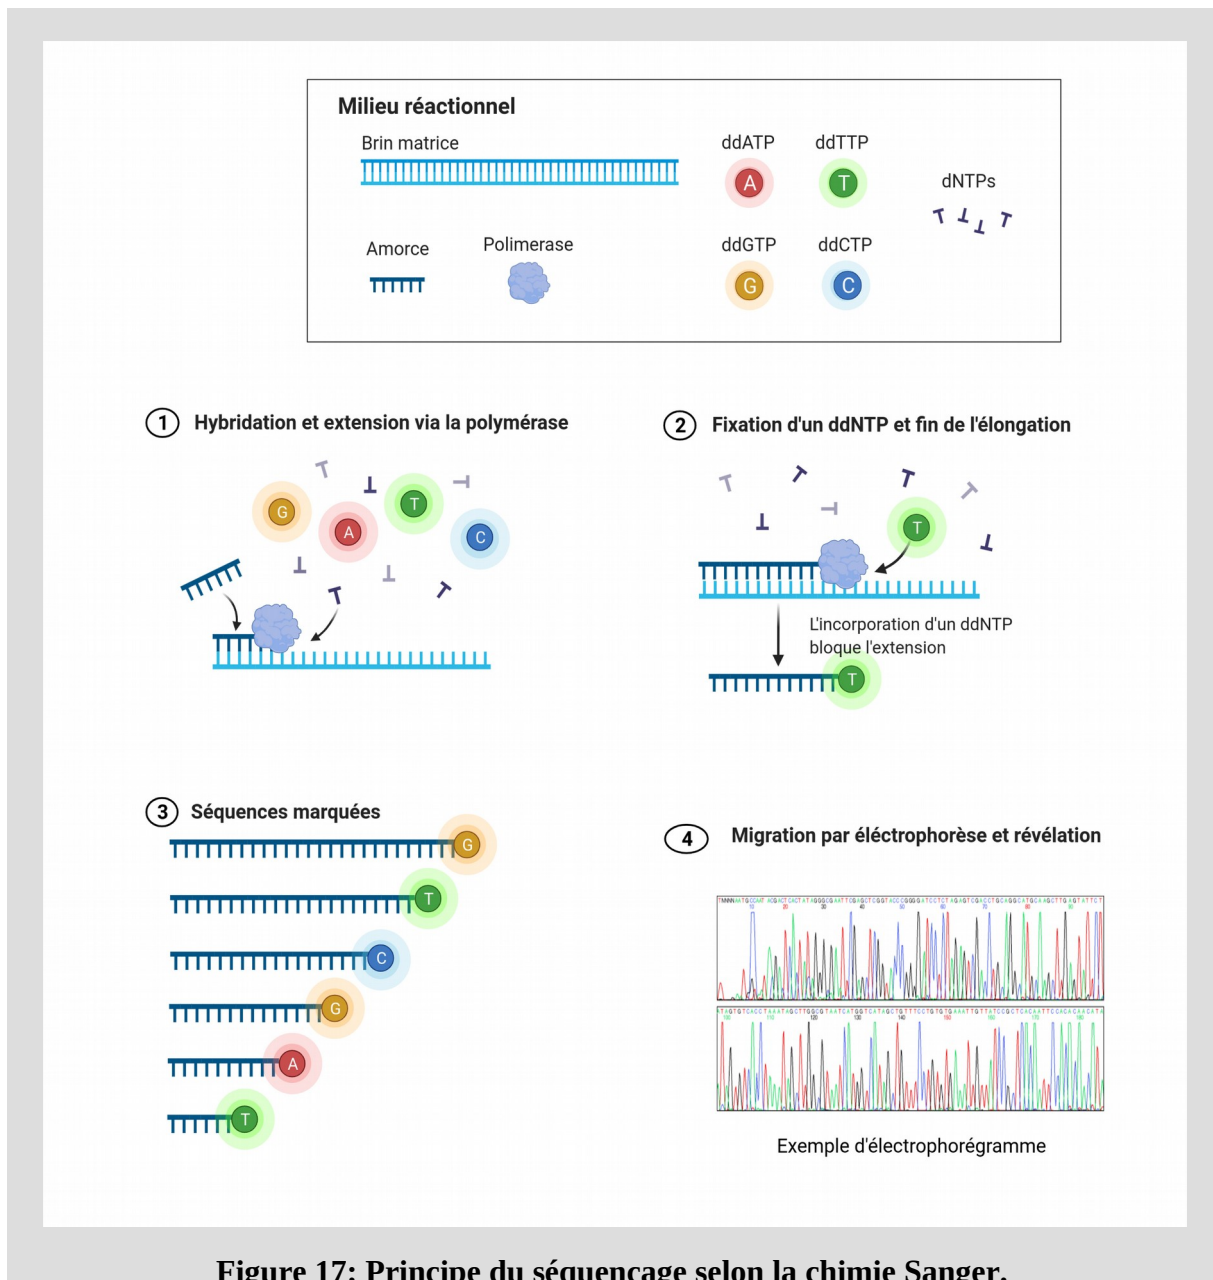 Milieu réactionnel
Brin matrice
ddATP ddTTP
A T
dNTPs
Amorce Polimerase
ddGTP ddCTP
G C
1 Hybridation et extension via la polymérase
G A T C
2 Fixation d'un ddNTP et fin de l'élongation
T
L'incorporation d'un ddNTP
bloque l'extension
T
3 Séquences marquées
G
T
C
G
A
T
4 Migration par éléctrophorèse et révélation
Exemple d'électrophorégramme
Figure 17: Principe du séquençage selon la chimie Sanger.